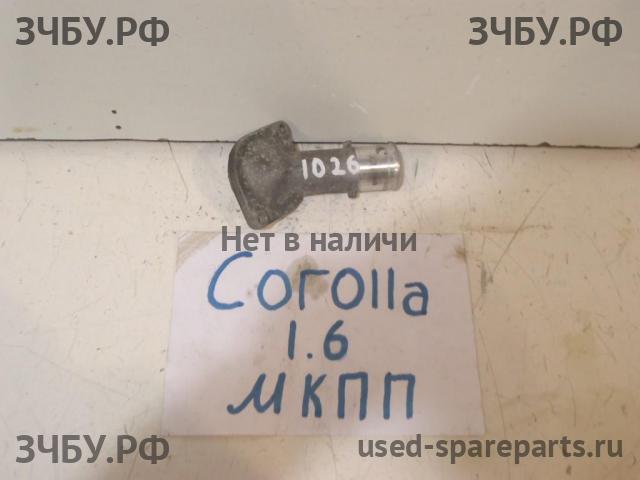 ЗЧБУ.РФ ЗЧБУ.РФ
1026
Нет в наличи
Corolla
1.6
МКПП
ЗЧБУ.РФ used-spareparts.ru